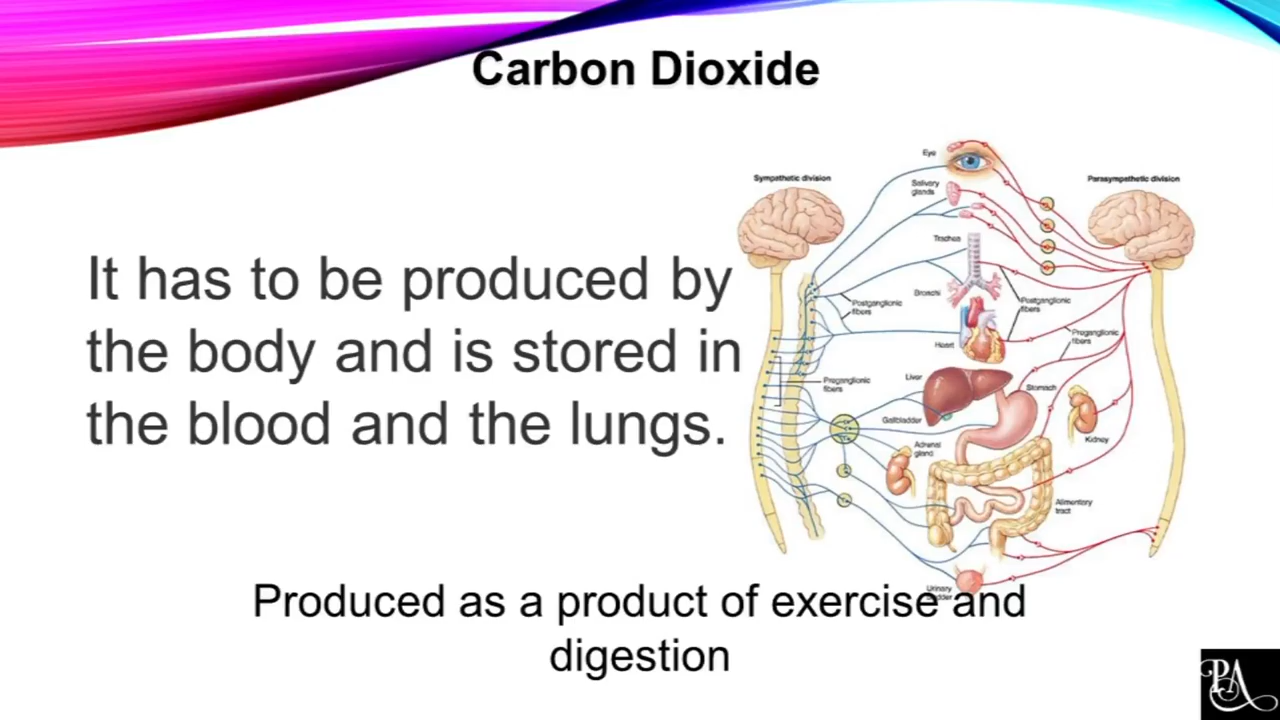 Carbon Dioxide
It has to be produced by
the body and is stored in
the blood and the lungs.
Sympathetic division
Eye
Parasympathetic division
Salivary
glands
Trachea
Bronchi
Postganglionic
fibers
Postganglionic
fibers
Heart
Preganglionic
fibers
Preganglionic
fibers
Liver
Stomach
Gallbladder
Kidney
Adrenal
gland
Alimentary
tract
Urinary
Produced as a product of exercise and
digestion
PA